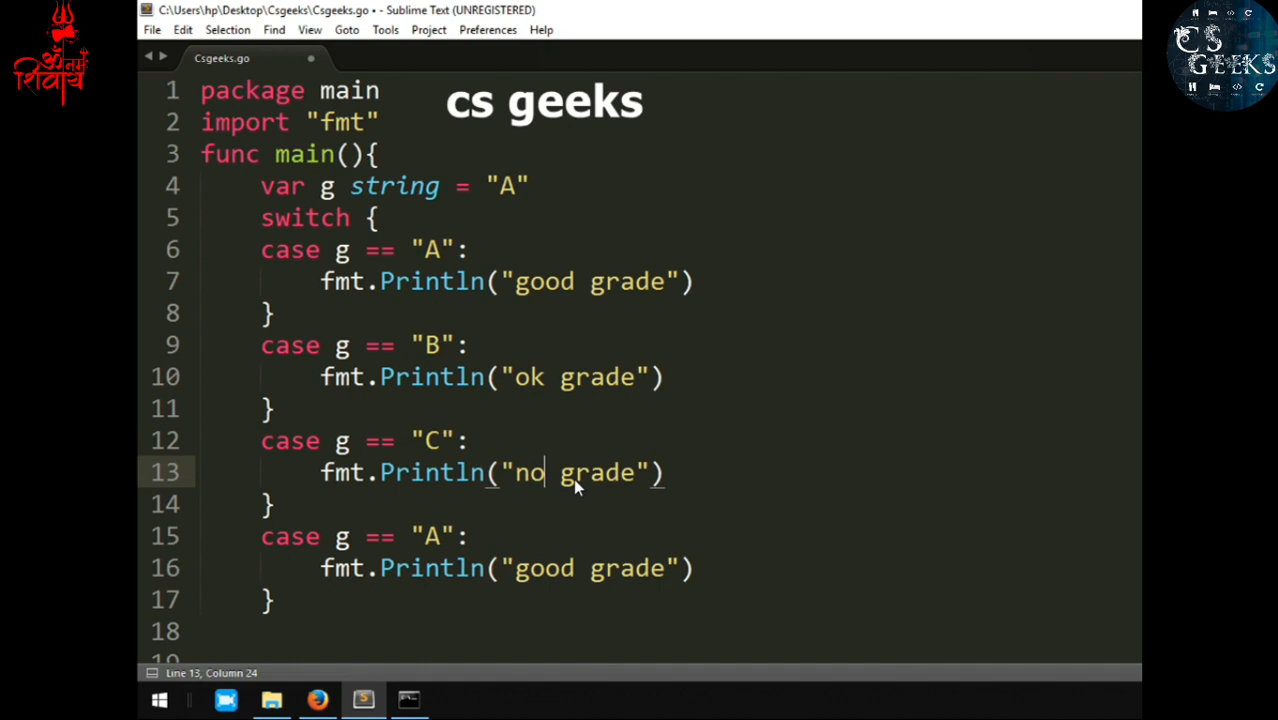 C:\Users\hp\Desktop\Csgeeks\Csgeeks.go • - Sublime Text (UNREGISTERED)
File Edit Selection Find View Goto Tools Project Preferences Help
Csgeeks.go
ॐ नमः
शिवाय
CS
GEEKS
cs geeks
1 package main
2 import "fmt"
3 func main(){
4 var g string = "A"
5 switch {
6 case g == "A":
7 fmt.Println("good grade")
8 }
9 case g == "B":
10 fmt.Println("ok grade")
11 }
12 case g == "C":
13 fmt.Println("no grade")
14 }
15 case g == "A":
16 fmt.Println("good grade")
17 }
18
19
Line 13, Column 24